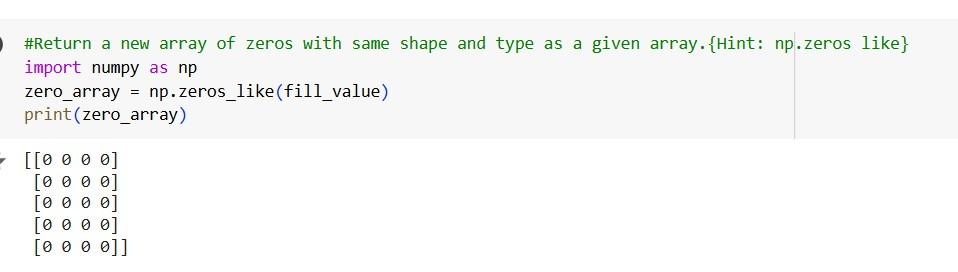 #Return a new array of zeros with same shape and type as a given array.{Hint: np.zeros like}
import numpy as np
zero_array = np.zeros_like(fill_value)
print(zero_array)
[[0 0 0 0]
 [0 0 0 0]
 [0 0 0 0]
 [0 0 0 0]
 [0 0 0 0]]